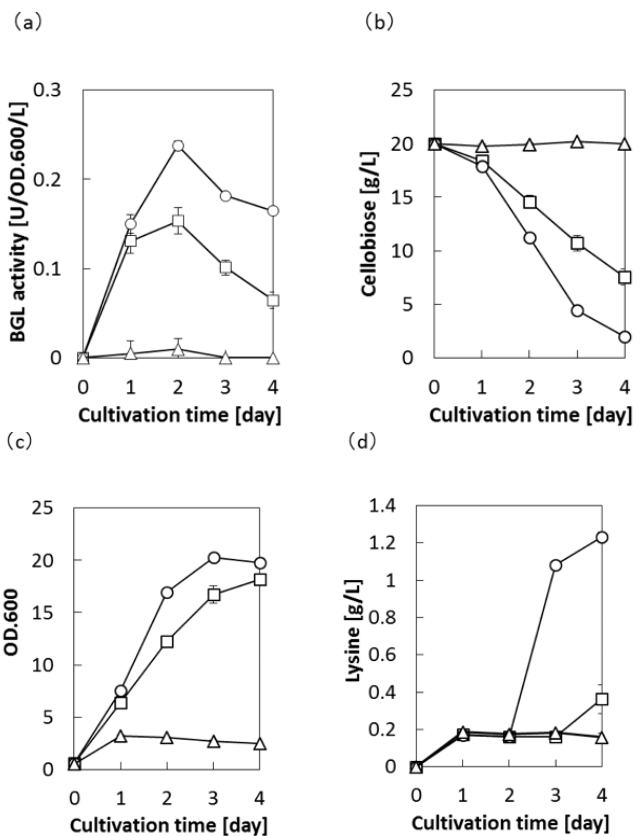 (a)
(b)
BGL activity [U/OD.600/L]
0.3
0.2
0.1
0
0 1 2 3 4
Cultivation time [day]
Cellobiose [g/L]
25
20
15
10
5
0
0 1 2 3 4
Cultivation time [day]
(c)
(d)
OD.600
25
20
15
10
5
0
0 1 2 3 4
Cultivation time [day]
Lysine [g/L]
1.4
1.2
1
0.8
0.6
0.4
0.2
0
0 1 2 3 4
Cultivation time [day]